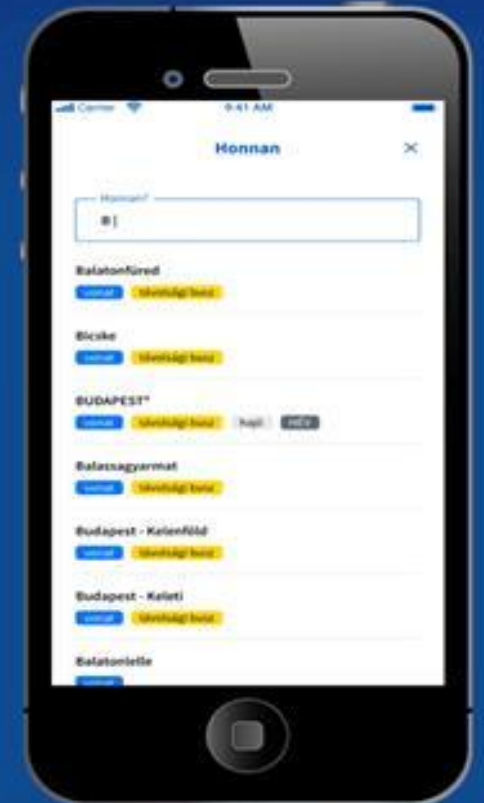 Carrier 9:41 AM
Honnan
Honnan?
B
Balatonfüred
vonat távolsági busz
Bicske
vonat távolsági busz
BUDAPEST*
vonat távolsági busz hajó HÉV
Balassagyarmat
vonat távolsági busz
Budapest - Kelenföld
vonat távolsági busz
Budapest - Keleti
vonat távolsági busz
Balatonlelle
vonat